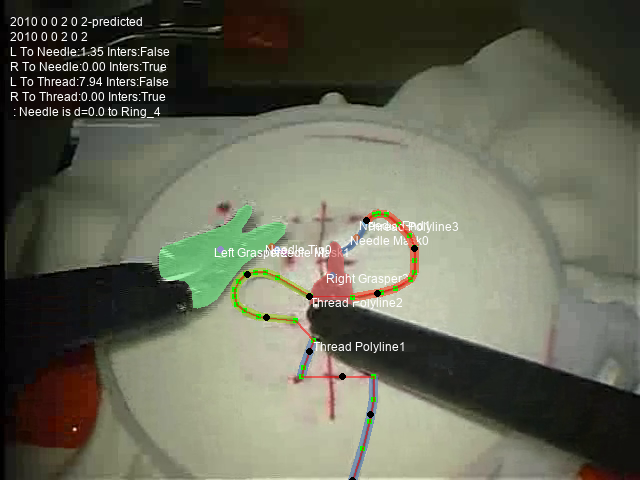 2010 0 0 2 0 2-predicted
2010 0 0 2 0 2
L To Needle:1.35 Inters:False
R To Needle:0.00 Inters:True
L To Thread:7.94 Inters:False
R To Thread:0.00 Inters:True
: Needle is d=0.0 to Ring_4
Thread Polyline3
Needle Mask0
Left Grasper
Needle Tip0
Right Grasper
Thread Polyline2
Thread Polyline1